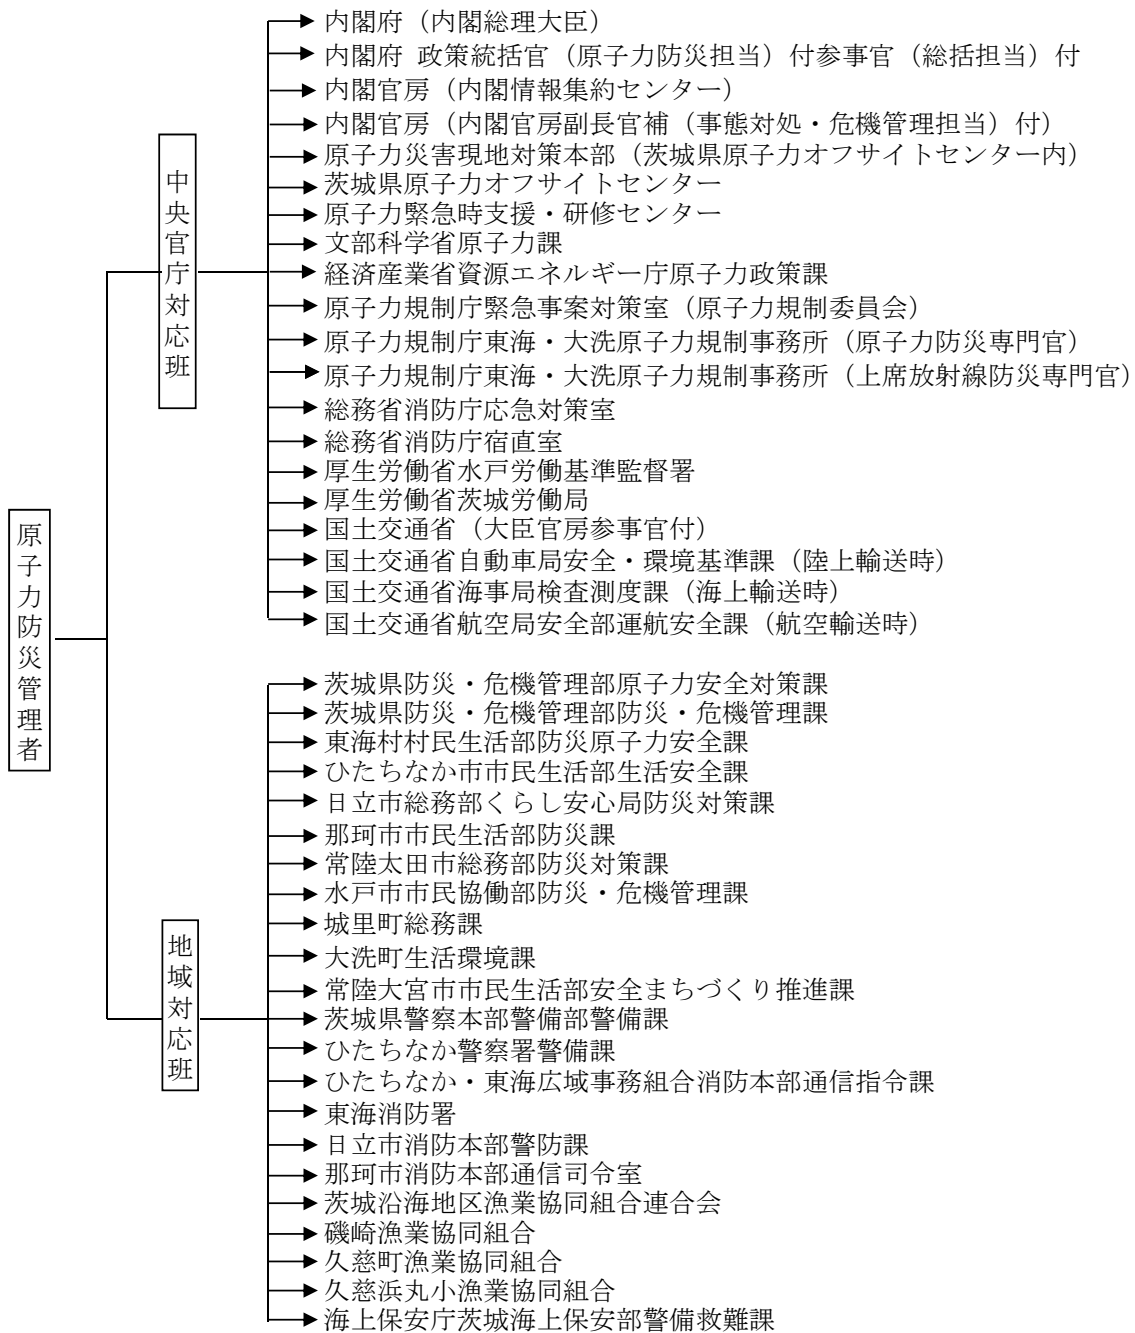 原子力防災管理者
中央官庁対応班
内閣府（内閣総理大臣）
内閣府 政策統括官（原子力防災担当）付参事官（総括担当）付
内閣官房（内閣情報集約センター）
内閣官房（内閣官房副長官補（事態対処・危機管理担当）付）
原子力災害現地対策本部（茨城県原子力オフサイトセンター内）
茨城県原子力オフサイトセンター
原子力緊急時支援・研修センター
文部科学省原子力課
経済産業省資源エネルギー庁原子力政策課
原子力規制庁緊急事案対策室（原子力規制委員会）
原子力規制庁東海・大洗原子力規制事務所（原子力防災専門官）
原子力規制庁東海・大洗原子力規制事務所（上席放射線防災専門官）
総務省消防庁応急対策室
総務省消防庁宿直室
厚生労働省水戸労働基準監督署
厚生労働省茨城労働局
国土交通省（大臣官房参事官付）
国土交通省自動車局安全・環境基準課（陸上輸送時）
国土交通省海事局検査測度課（海上輸送時）
国土交通省航空局安全部運航安全課（航空輸送時）
地域対応班
茨城県防災・危機管理部原子力安全対策課
茨城県防災・危機管理部防災・危機管理課
東海村村民生活部防災原子力安全課
ひたちなか市市民生活部生活安全課
日立市総務部くらし安心局防災対策課
那珂市市民生活部防災課
常陸太田市総務部防災対策課
水戸市市民協働部防災・危機管理課
城里町総務課
大洗町生活環境課
常陸大宮市市民生活部安全まちづくり推進課
茨城県警察本部警備部警備課
ひたちなか警察署警備課
ひたちなか・東海広域事務組合消防本部通信指令課
東海消防署
日立市消防本部警防課
那珂市消防本部通信司令室
茨城沿海地区漁業協同組合連合会
磯崎漁業協同組合
久慈町漁業協同組合
久慈浜丸小漁業協同組合
海上保安庁茨城海上保安部警備救難課